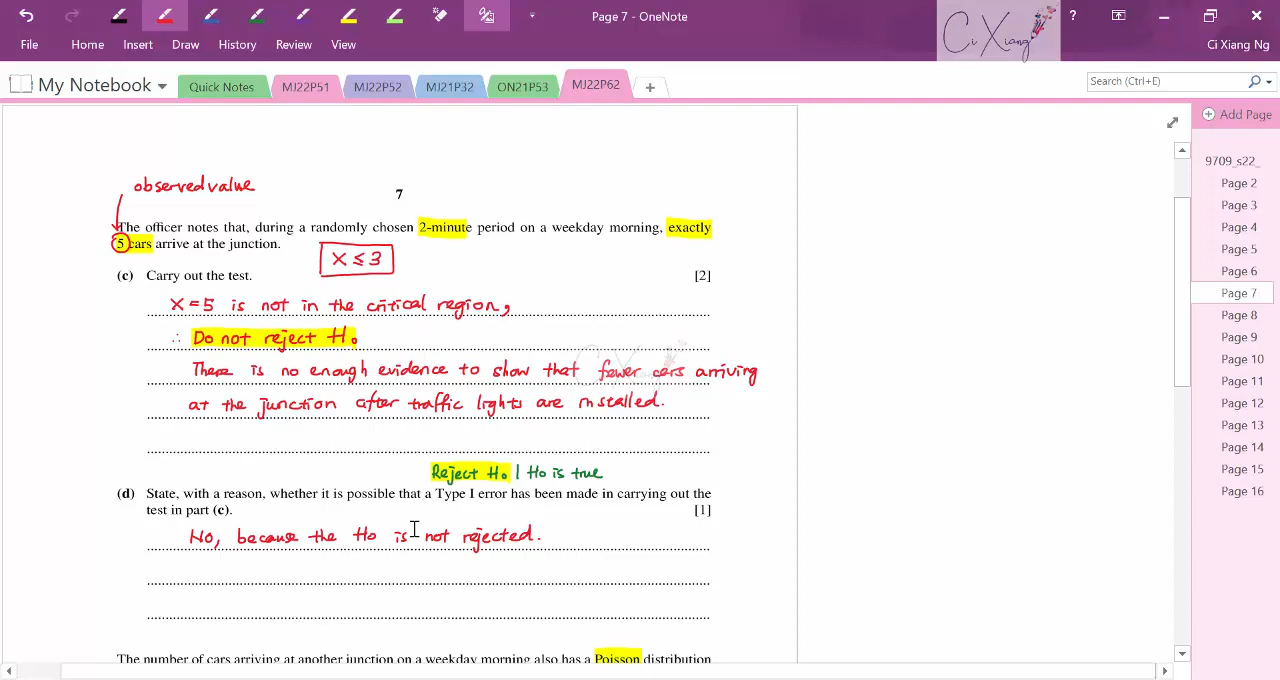 Page 7 - OneNote
Ci Xiang
?
File Home Insert Draw History Review View
Ci Xiang Ng
My Notebook
Quick Notes
MJ22P51
MJ22P52
MJ21P32
ON21P53
MJ22P62
+
Search (Ctrl+E)
Add Page
9709_s22_
Page 2
Page 3
Page 4
Page 5
Page 6
Page 7
Page 8
Page 9
Page 10
Page 11
Page 12
Page 13
Page 14
Page 15
Page 16
observed value
7
The officer notes that, during a randomly chosen 2-minute period on a weekday morning, exactly
5 cars arrive at the junction.
X ≤ 3
(c) Carry out the test. [2]
X = 5 is not in the critical region,
∴ Do not reject H₀
There is no enough evidence to show that fewer cars arriving
at the junction after traffic lights are installed.
Ci Xiang
Reject H₀ | H₀ is true
(d) State, with a reason, whether it is possible that a Type I error has been made in carrying out the
test in part (c). [1]
No, because the H₀ is not rejected.
The number of cars arriving at another junction on a weekday morning also has a Poisson distribution